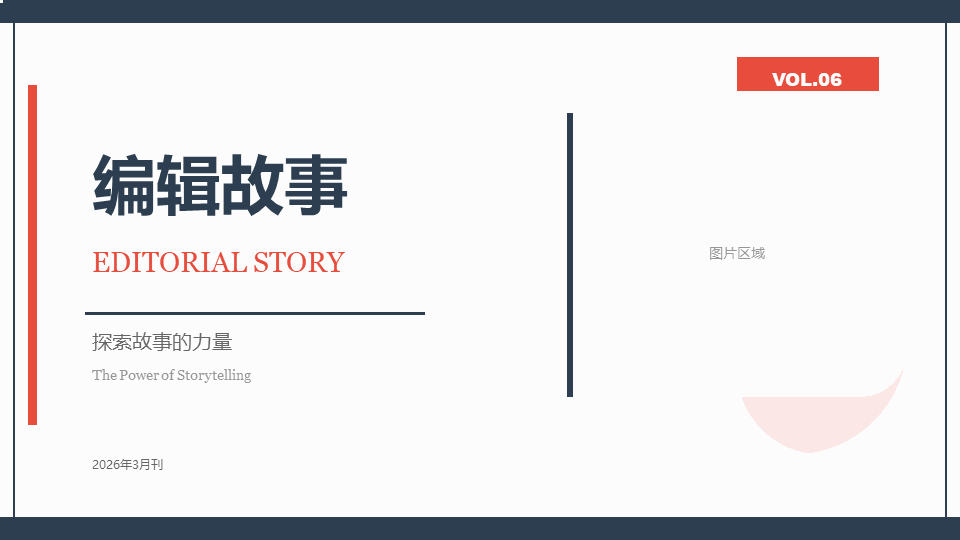 VOL.06
编辑故事
EDITORIAL STORY
图片区域
探索故事的力量
The Power of Storytelling
2026年3月刊